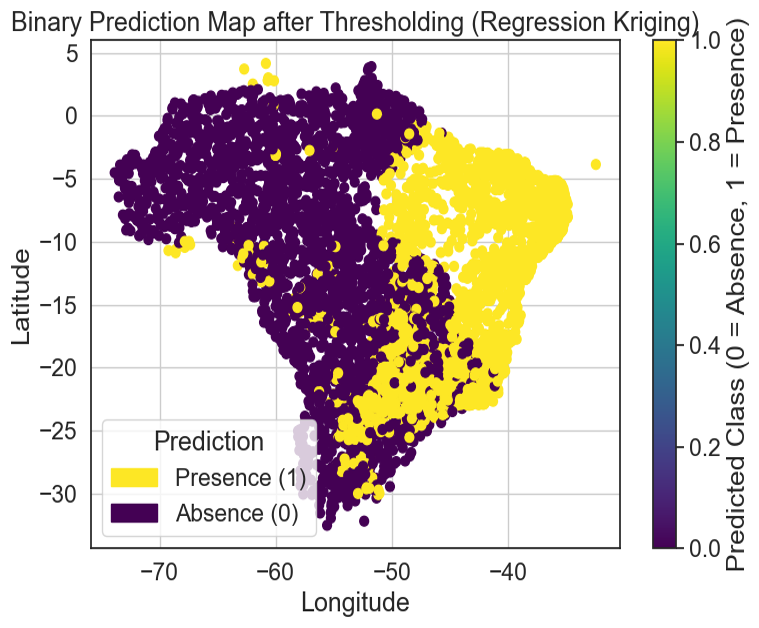 Binary Prediction Map after Thresholding (Regression Kriging)
5
0
−5
−10
−15
−20
−25
−30
Latitude
−70
−60
−50
−40
Longitude
Prediction
Presence (1)
Absence (0)
1.0
0.8
0.6
0.4
0.2
0.0
Predicted Class (0 = Absence, 1 = Presence)